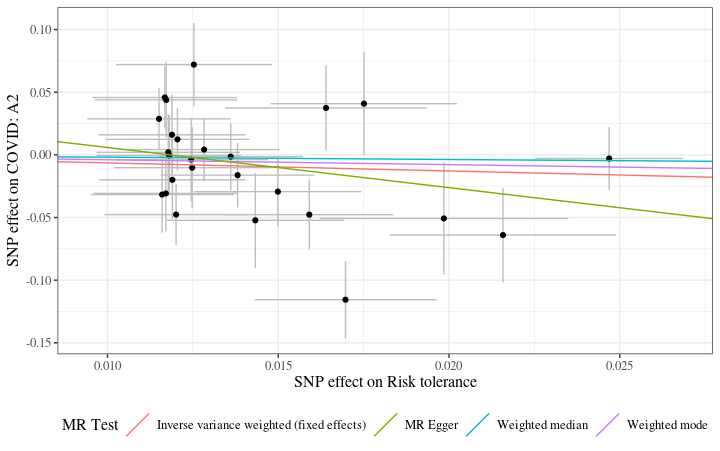 0.10
0.05
0.00
-0.05
-0.10
-0.15
SNP effect on COVID: A2
0.010 0.015 0.020 0.025
SNP effect on Risk tolerance
MR Test Inverse variance weighted (fixed effects) MR Egger Weighted median Weighted mode